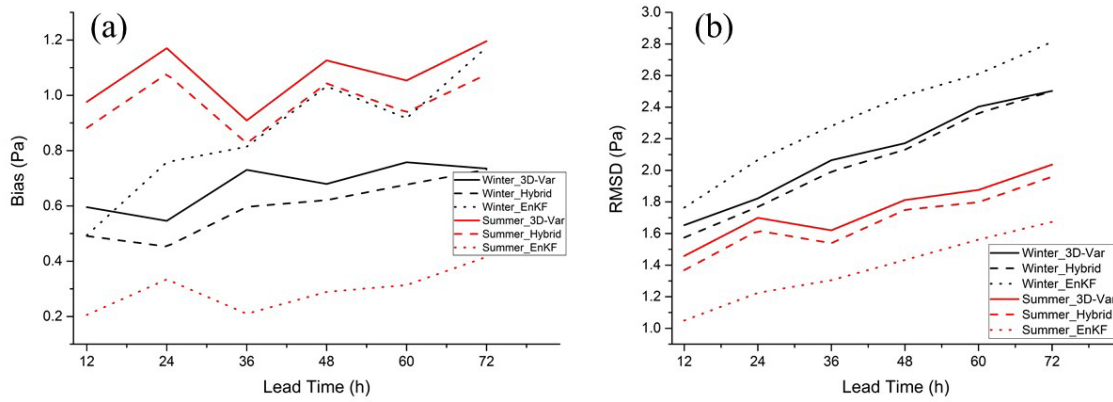 (a)
1.2
1.0
0.8
0.6
0.4
0.2
Bias (Pa)
12 24 36 48 60 72
Lead Time (h)
Winter_3D-Var
Winter_Hybrid
Winter_EnKF
Summer_3D-Var
Summer_Hybrid
Summer_EnKF
(b)
3.0
2.8
2.6
2.4
2.2
2.0
1.8
1.6
1.4
1.2
1.0
RMSD (Pa)
12 24 36 48 60 72
Lead Time (h)
Winter_3D-Var
Winter_Hybrid
Winter_EnKF
Summer_3D-Var
Summer_Hybrid
Summer_EnKF